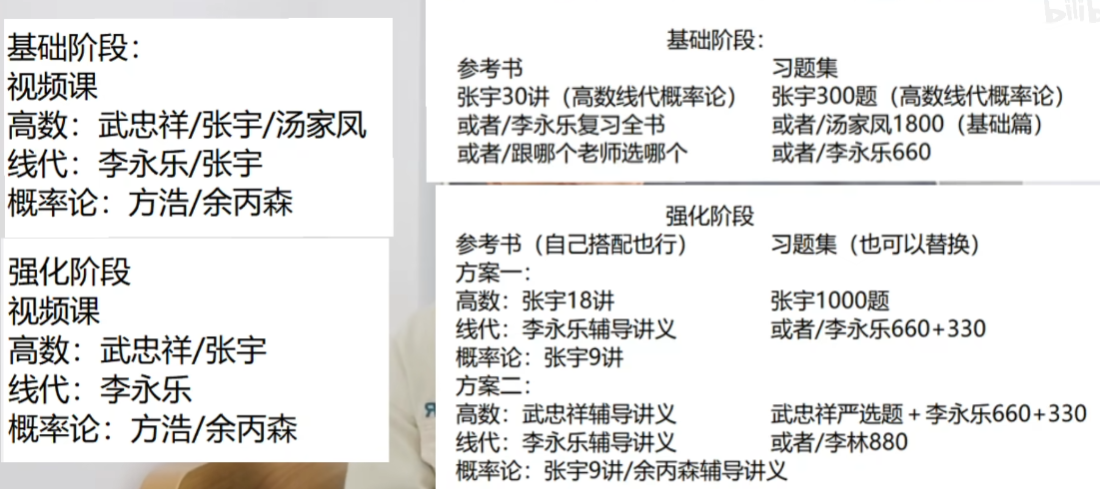 基础阶段：
视频课
高数：武忠祥/张宇/汤家凤
线代：李永乐/张宇
概率论：方浩/余丙森
强化阶段
视频课
高数：武忠祥/张宇
线代：李永乐
概率论：方浩/余丙森
基础阶段：
参考书 习题集
张宇30讲（高数线代概率论） 张宇300题（高数线代概率论）
或者/李永乐复习全书 或者/汤家凤1800（基础篇）
或者/跟哪个老师选哪个 或者/李永乐660
强化阶段
参考书（自己搭配也行） 习题集（也可以替换）
方案一：
高数：张宇18讲 张宇1000题
线代：李永乐辅导讲义 或者/李永乐660+330
概率论：张宇9讲
方案二：
高数：武忠祥辅导讲义 武忠祥严选题＋李永乐660+330
线代：李永乐辅导讲义 或者/李林880
概率论：张宇9讲/余丙森辅导讲义